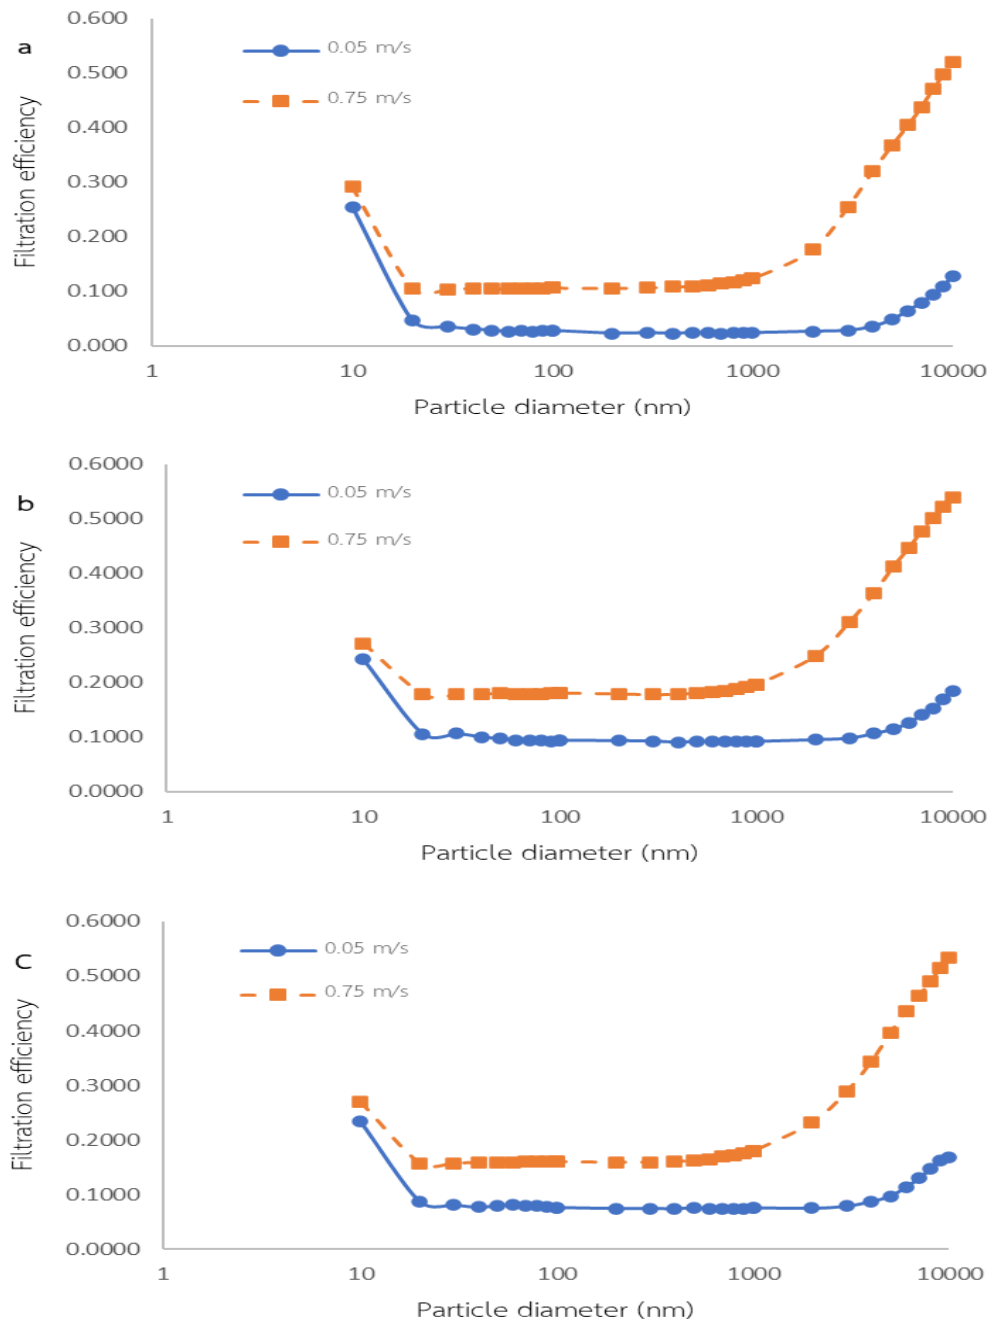 0.600
a
0.05 m/s
0.500
0.75 m/s
0.400
0.300
0.200
0.100
0.000
Filtration efficiency
1 10 100 1000 10000
Particle diameter (nm)
0.6000
b
0.05 m/s
0.5000
0.75 m/s
0.4000
0.3000
0.2000
0.1000
0.0000
Filtration efficiency
1 10 100 1000 10000
Particle diameter (nm)
0.6000
C
0.05 m/s
0.5000
0.75 m/s
0.4000
0.3000
0.2000
0.1000
0.0000
Filtration efficiency
1 10 100 1000 10000
Particle diameter (nm)